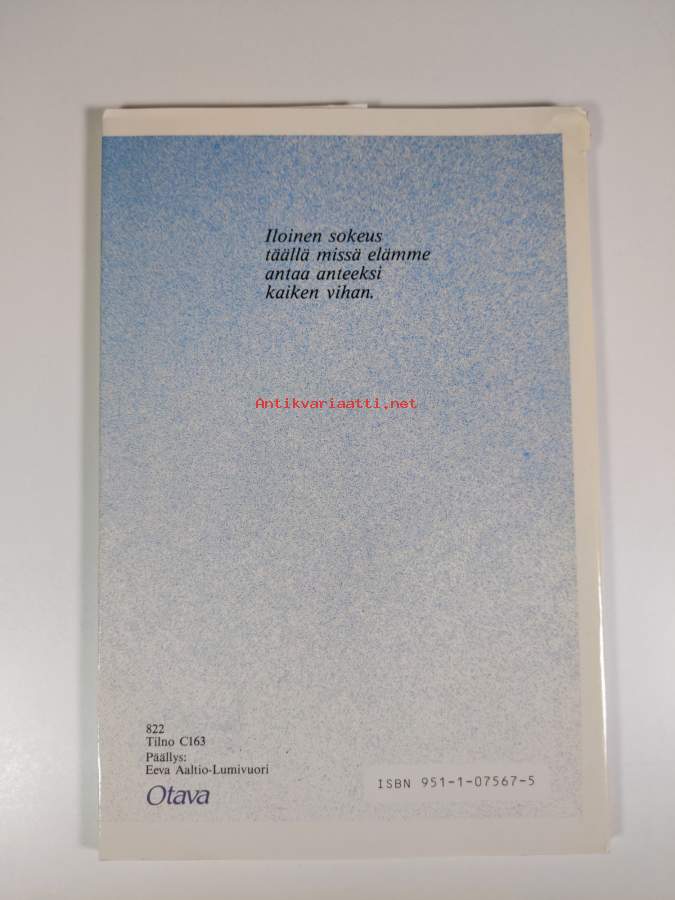 Iloinen sokeus
täällä missä elämme
antaa anteeksi
kaiken vihan.
Antikvariaatti.net
822
Tilno C163
Päällys:
Eeva Aaltio-Lumivuori
Otava
ISBN 951-1-07567-5